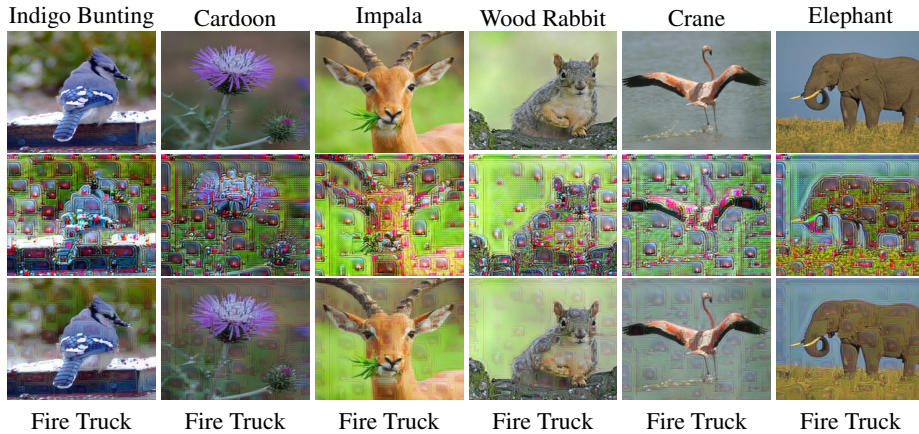 Indigo Bunting Cardoon Impala Wood Rabbit Crane Elephant
Fire Truck Fire Truck Fire Truck Fire Truck Fire Truck Fire Truck